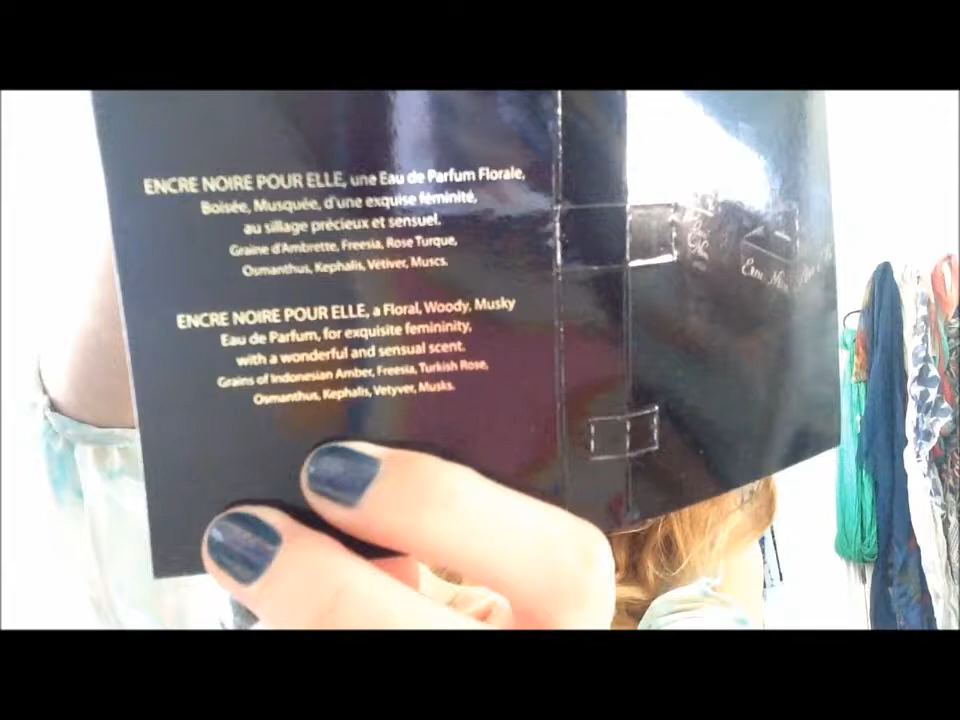 ENCRE NOIRE POUR ELLE, une Eau de Parfum Florale,
Boisée, Musquée, d'une exquise féminité,
au sillage précieux et sensuel.
Graine d'Ambrette, Freesia, Rose Turque,
Osmanthus, Kephalis, Vétiver, Muscs.
ENCRE NOIRE POUR ELLE, a Floral, Woody, Musky
Eau de Parfum, for exquisite femininity,
with a wonderful and sensual scent.
Grains of Indonesian Amber, Freesia, Turkish Rose,
Osmanthus, Kephalis, Vetyver, Musks.